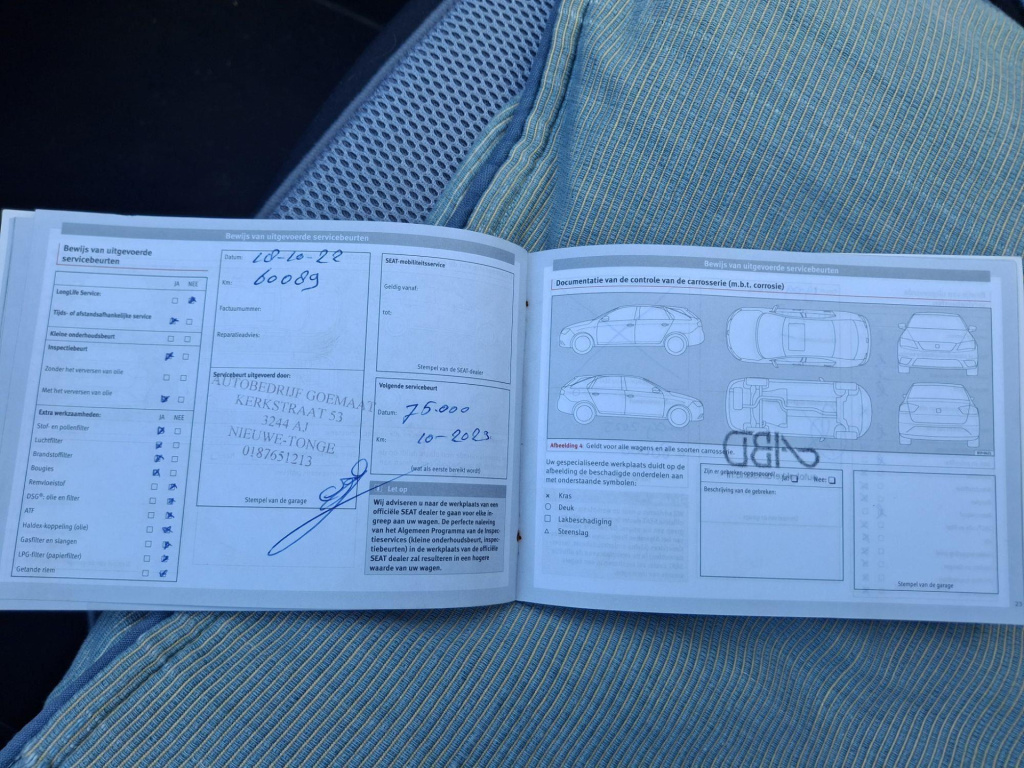 Bewijs van uitgevoerde servicebeurten
Bewijs van uitgevoerde
servicebeurten
JA NEE
LongLife Service:
Tijds- of afstandsafhankelijke service
Kleine onderhoudsbeurt
Inspectiebeurt
Zonder het verversen van olie
Met het verversen van olie
Extra werkzaamheden: JA NEE
Stof- en pollenfilter
Luchtfilter
Brandstoffilter
Bougies
Remvloeistof
DSG®: olie en filter
ATF
Haldex-koppeling (olie)
Gasfilter en slangen
LPG-filter (papierfilter)
Getande riem
Datum: 18-10-22
Km: 60089
Factuurnummer:
Reparatieadvies:
Servicebeurt uitgevoerd door:
AUTOBEDRIJF GOEMAAT
KERKSTRAAT 53
3244 AJ
NIEUWE-TONGE
0187651213
Stempel van de garage
SEAT-mobiliteitsservice
Geldig vanaf:
tot:
Stempel van de SEAT-dealer
Volgende servicebeurt
Datum: 75.000
Km: 10-2023
(wat als eerste bereikt wordt)
Let op
Wij adviseren u naar de werkplaats van een
officiële SEAT dealer te gaan voor elke in-
greep aan uw wagen. De perfecte naleving
van het Algemeen Programma van de Inspec-
tieservices (kleine onderhoudsbeurt, inspec-
tiebeurten) in de werkplaats van de officiële
SEAT dealer zal resulteren in een hogere
waarde van uw wagen.
Bewijs van uitgevoerde servicebeurten
Documentatie van de controle van de carrosserie (m.b.t. corrosie)
Afbeelding 4 Geldt voor alle wagens en alle soorten carrosserie.
Uw gespecialiseerde werkplaats duidt op de
afbeelding de beschadigde onderdelen aan
met onderstaande symbolen:
x Kras
○ Deuk
□ Lakbeschadiging
△ Steenslag
Zijn er gebreken opgespoord? Ja: Nee:
Beschrijving van de gebreken:
Stempel van de garage
25